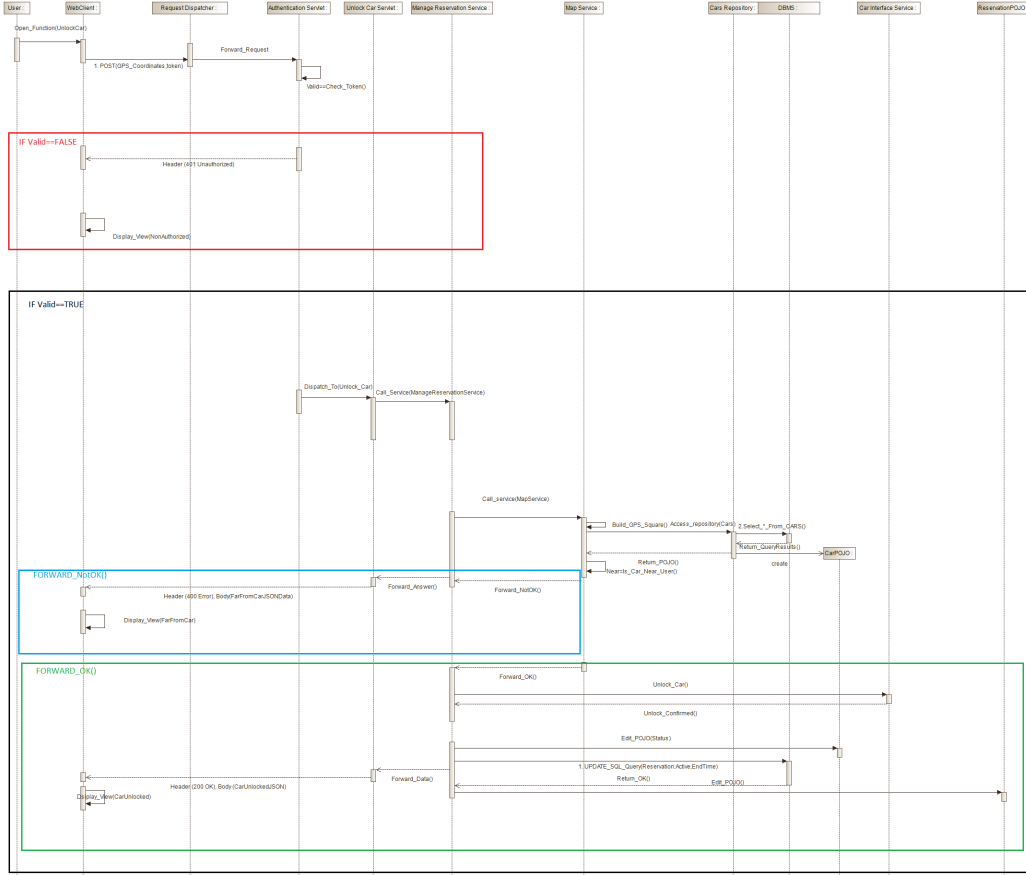 User :
WebClient :
Request Dispatcher :
Authentication Servlet :
Unlock Car Servlet :
Manage Reservation Service :
Map Service :
Cars Repository :
DBMS :
Car Interface Service :
ReservationPOJO
Open_Function(UnlockCar)
Forward_Request
1. POST(GPS_Coordinates;token)
Valid==Check_Token()
IF Valid==FALSE
Header (401 Unauthorized)
Display_View(NonAuthorized)
IF Valid==TRUE
Dispatch_To(Unlock_Car)
Call_Service(ManageReservationService)
Call_service(MapService)
Build_GPS_Square()
Access_repository(Cars)
2.Select_*_From_CARS()
Return_QueryResults()
CarPOJO :
Return_POJO()
create
Near=Is_Car_Near_User()
FORWARD_NotOK()
Forward_Answer()
Forward_NotOK()
Header (400 Error), Body(FarFromCarJSONData)
Display_View(FarFromCar)
FORWARD_OK()
Forward_OK()
Unlock_Car()
Unlock_Confirmed()
Edit_POJO(Status)
1. UPDATE_SQL_Query(Reservation:Active,EndTime)
Forward_Data()
Return_OK()
Edit_POJO()
Header (200 OK), Body (CarUnlockedJSON)
Display_View(CarUnlocked)